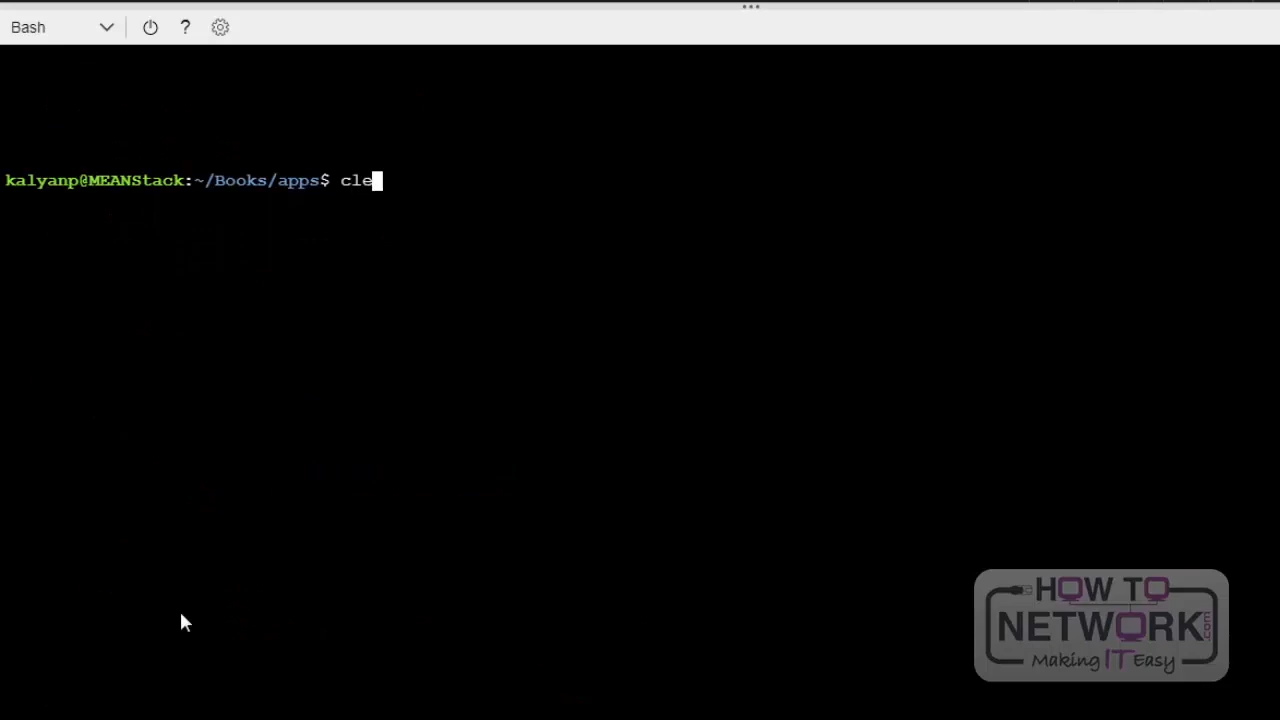 Bash
?
kalyanp@MEANStack:~/Books/apps$ cle
HOW TO
NETWORK.com
Making IT Easy